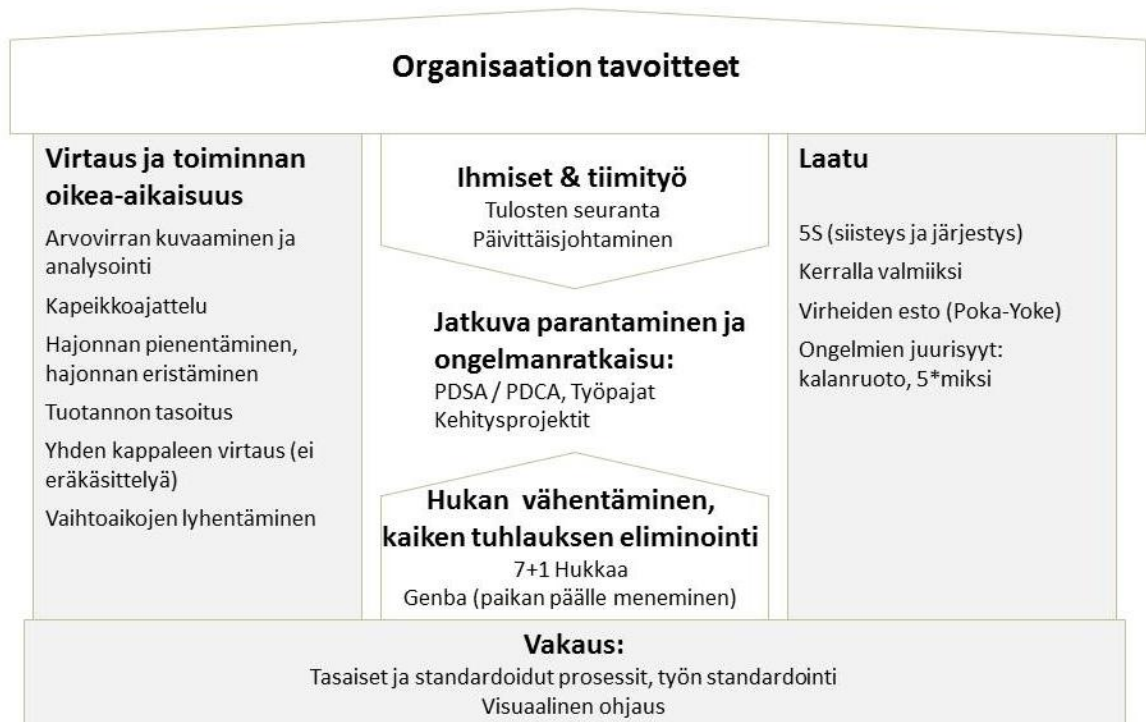 Organisaation tavoitteet
Virtaus ja toiminnan
oikea-aikaisuus
Arvovirran kuvaaminen ja
analysointi
Kapeikkoajattelu
Hajonnan pienentäminen,
hajonnan eristäminen
Tuotannon tasoitus
Yhden kappaleen virtaus (ei
eräkäsittelyä)
Vaihtoaikojen lyhentäminen
Ihmiset & tiimityö
Tulosten seuranta
Päivittäisjohtaminen
Jatkuva parantaminen ja
ongelmanratkaisu:
PDSA / PDCA, Työpajat
Kehitysprojektit
Hukan vähentäminen,
kaiken tuhlauksen eliminointi
7+1 Hukkaa
Genba (paikan päälle meneminen)
Laatu
5S (siisteys ja järjestys)
Kerralla valmiiksi
Virheiden esto (Poka-Yoke)
Ongelmien juurisyyt:
kalanruoto, 5*miksi
Vakaus:
Tasaiset ja standardoidut prosessit, työn standardointi
Visuaalinen ohjaus